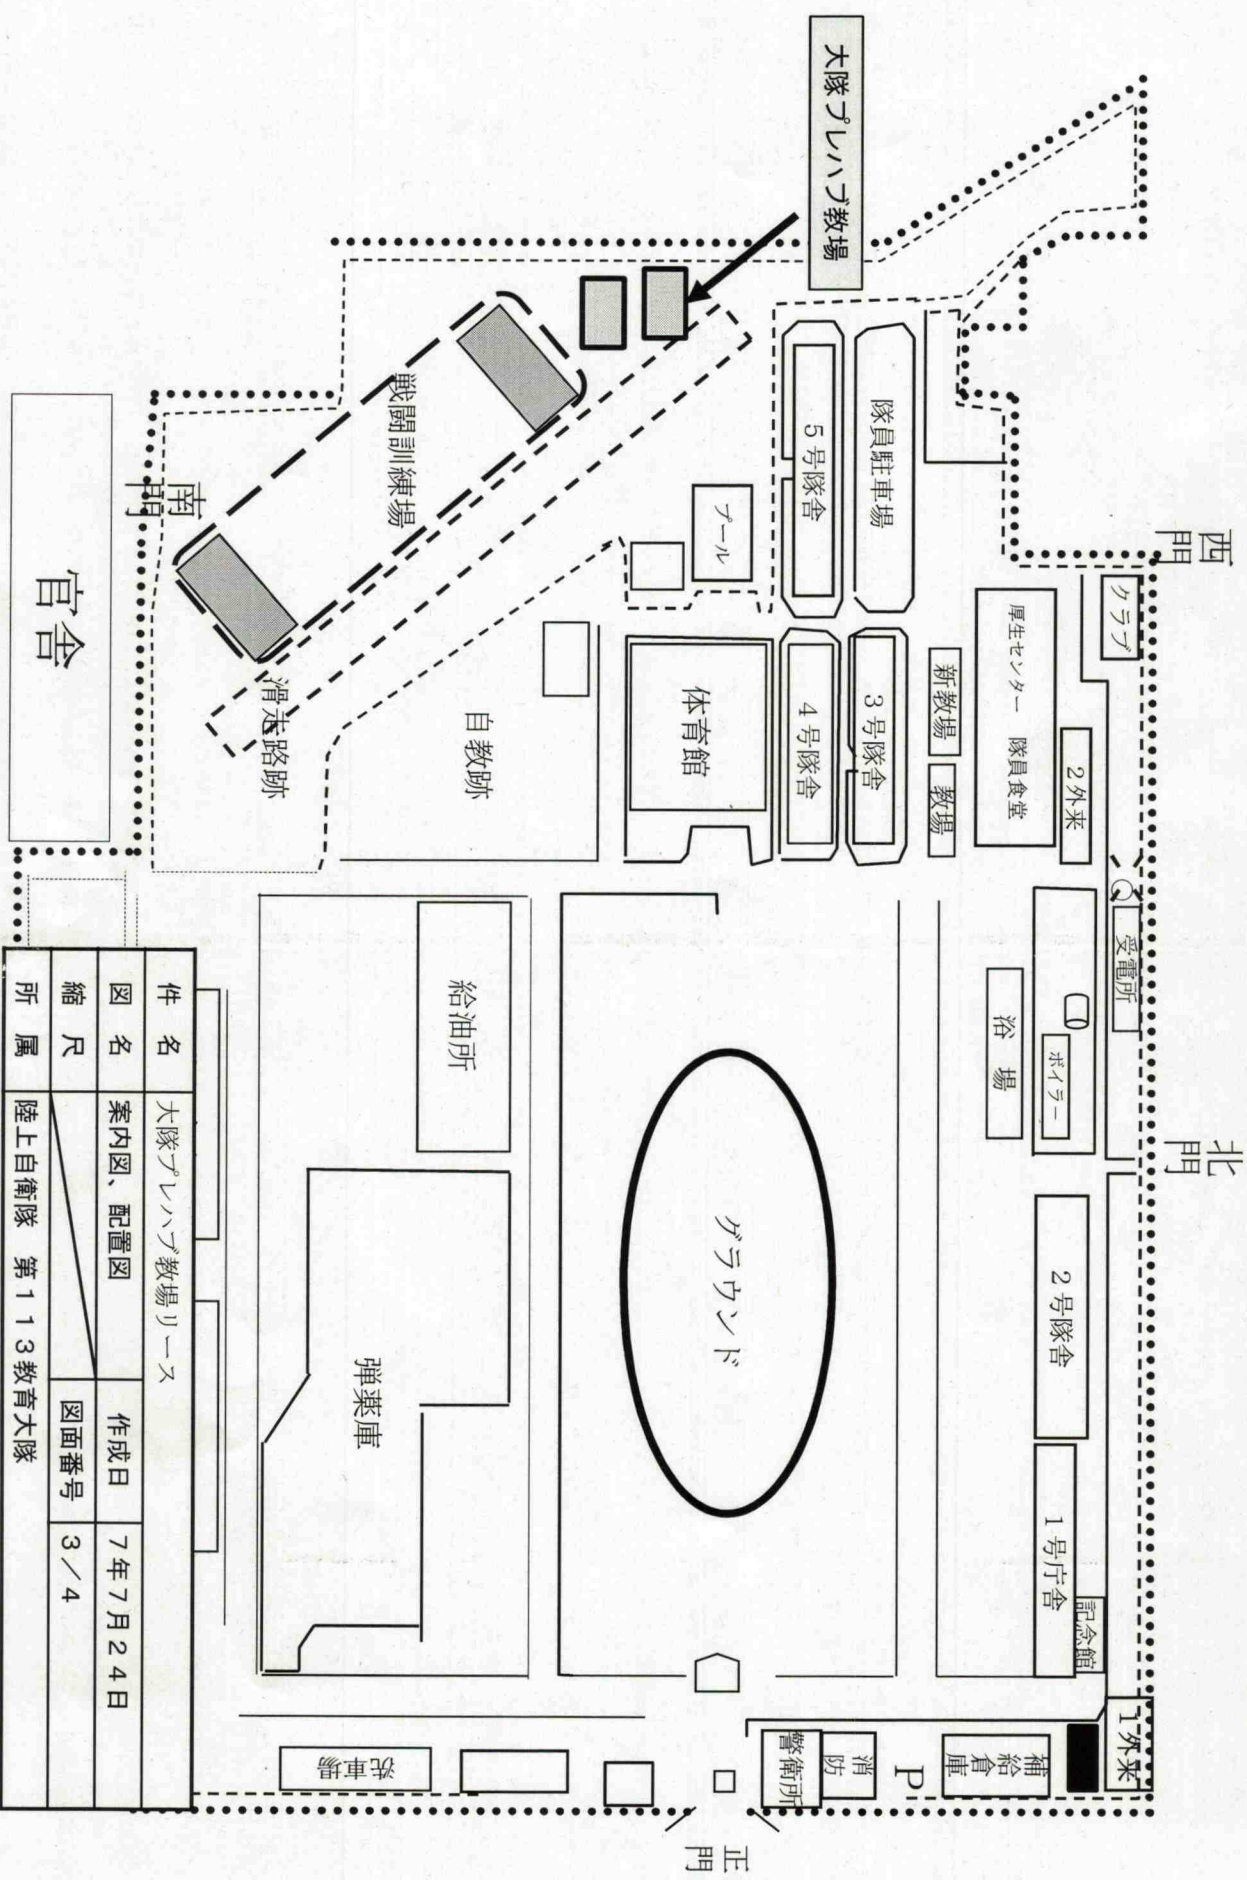 西門
北門
クラブ
2外来
受電所
厚生センター　隊員食堂
ボイラー
浴場
2号隊舎
1号庁舎
記念館
1外来
大隊プレハブ教場
隊員駐車場
5号隊舎
新教場
教場
3号隊舎
4号隊舎
補給倉庫
P
消防
警衛所
プール
体育館
グラウンド
正門
戦闘訓練場
自教跡
滑走路跡
給油所
弾薬庫
洗車場
南門
官舎
件名　大隊プレハブ教場リース
図名　案内図、配置図　作成日　7年7月24日
縮尺　図面番号　3／4
所属　陸上自衛隊　第113教育大隊